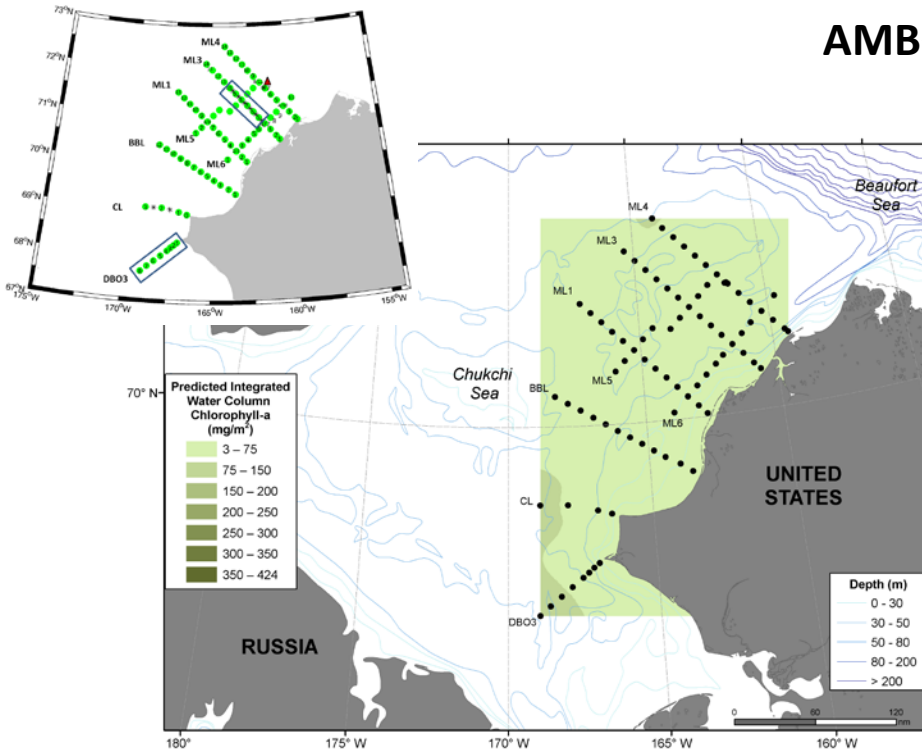 AMB
73°N
72°N
71°N
70°N
69°N
68°N
67°N
175°W
170°W
165°W
160°W
155°W
ML4
ML3
ML1
ML5
BBL
ML6
CL
DBO3
Beaufort
Sea
ML4
ML3
ML1
Chukchi
Sea
BBL
ML5
ML6
CL
DBO3
70° N
UNITED
STATES
RUSSIA
Predicted Integrated
Water Column
Chlorophyll-a
(mg/m²)
3 – 75
75 – 150
150 – 200
200 – 250
250 – 300
300 – 350
350 – 424
Depth (m)
0 - 30
30 - 50
50 - 80
80 - 200
> 200
0 60 120
nm
180°
175°W
170°W
165°W
160°W